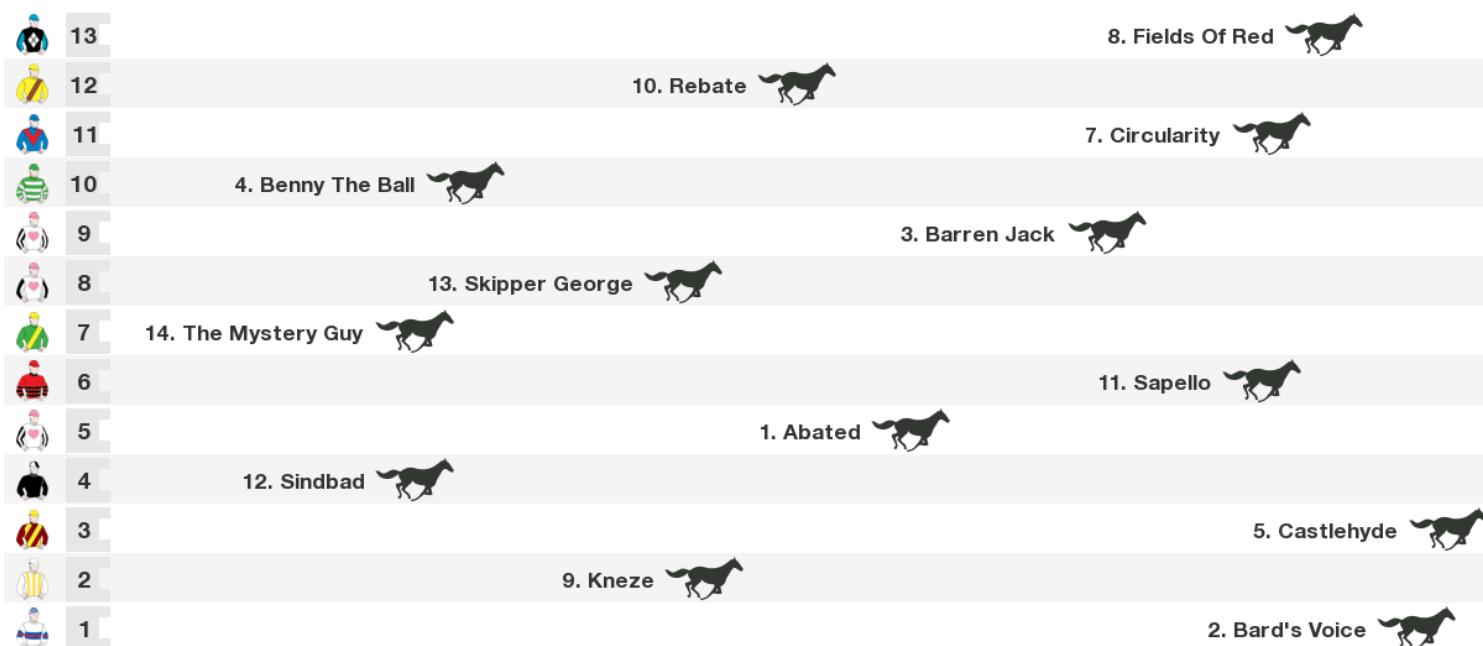 13 8. Fields Of Red
12 10. Rebate
11 7. Circularity
10 4. Benny The Ball
9 3. Barren Jack
8 13. Skipper George
7 14. The Mystery Guy
6 11. Sapello
5 1. Abated
4 12. Sindbad
3 5. Castlehyde
2 9. Kneze
1 2. Bard's Voice